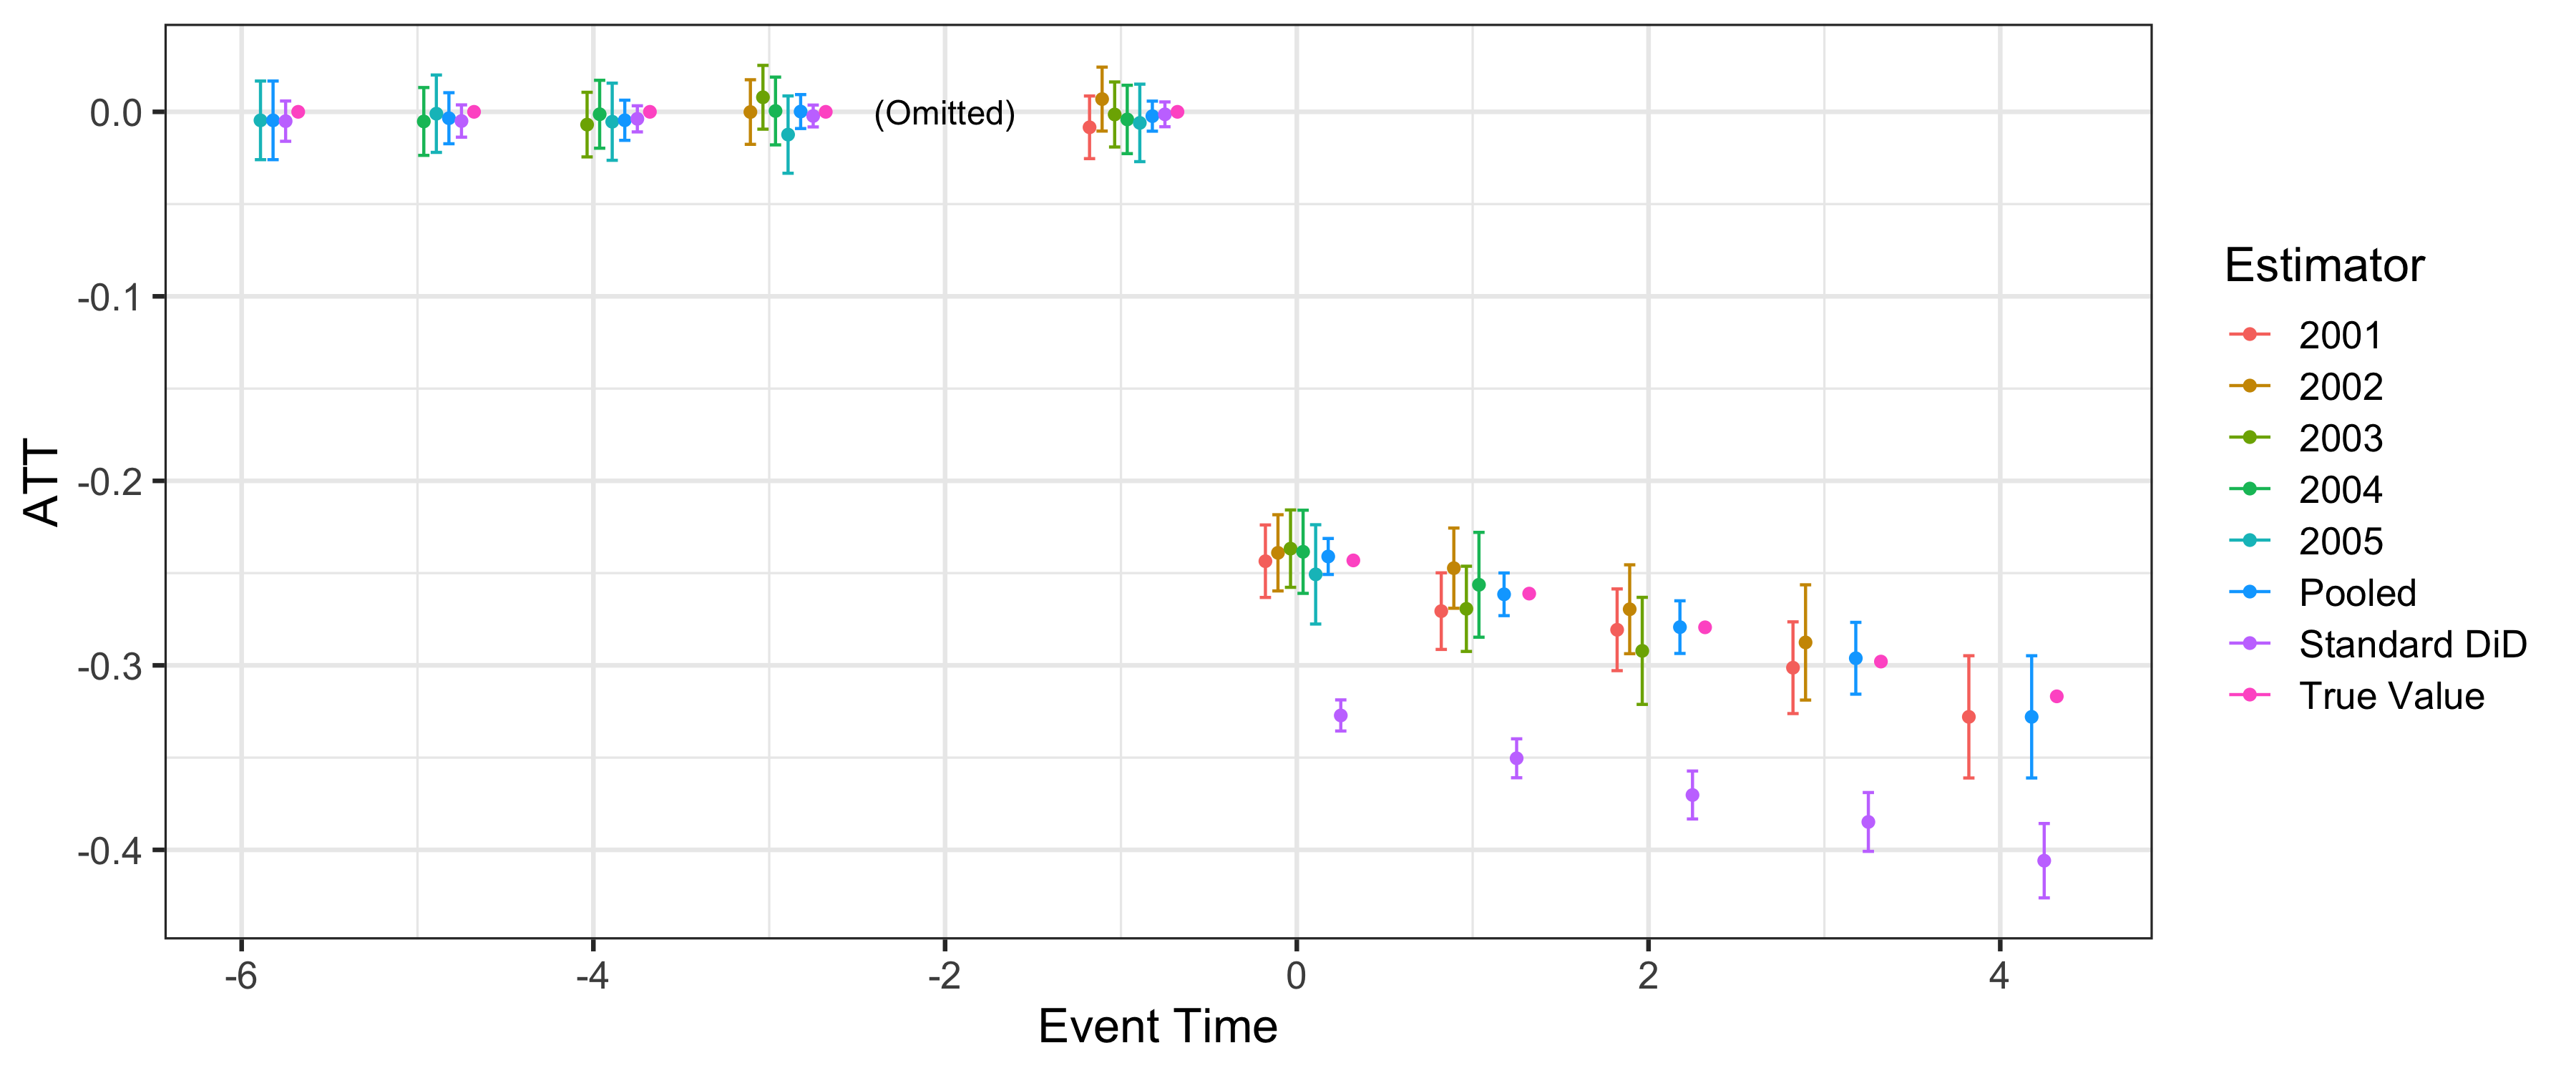 0.0
-0.1
-0.2
-0.3
-0.4
ATT
(Omitted)
-6
-4
-2
0
2
4
Event Time
Estimator
2001
2002
2003
2004
2005
Pooled
Standard DiD
True Value